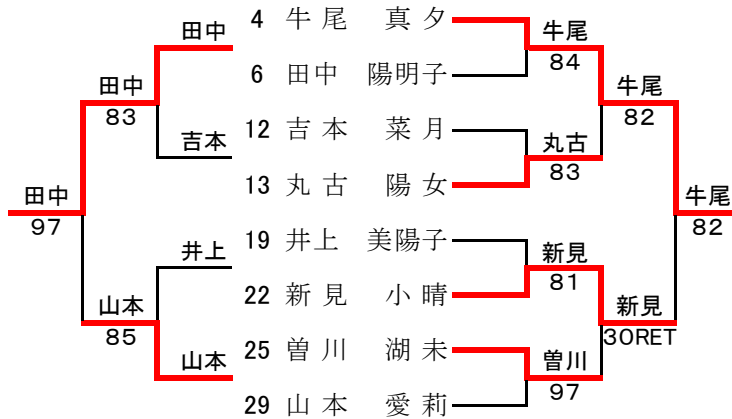 田中 4 牛尾 真夕 牛尾
84
田中 6 田中 陽明子 牛尾
83 82
吉本 12 吉本 菜月 丸古
83
田中 13 丸古 陽女 牛尾
97 82
井上 19 井上 美陽子 新見
81
山本 22 新見 小晴 新見
85 30RET
山本 25 曽川 湖未 曽川
97
29 山本 愛莉